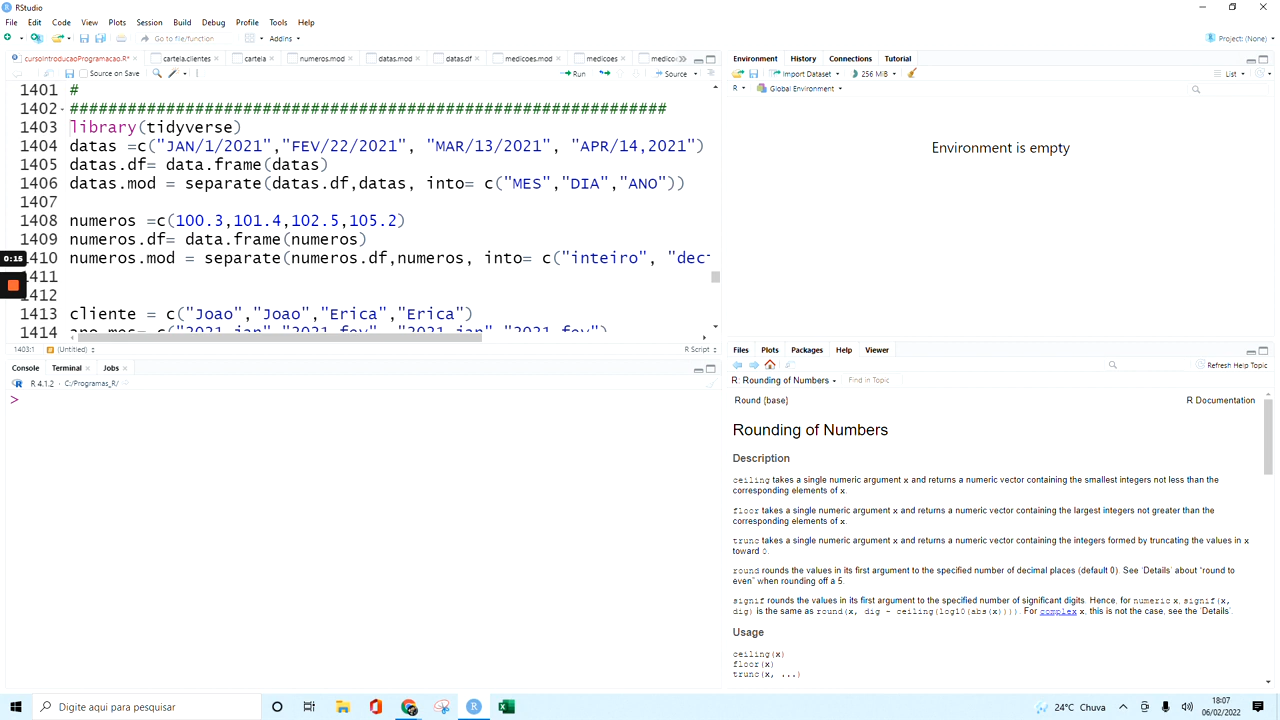 RStudio
File Edit Code View Plots Session Build Debug Profile Tools Help
Go to file/function Addins Project: (None)
cursoIntroducaoProgramacao.R* cartela.clientes cartela numeros.mod datas.mod datas.df medicoes.mod medicoes medicc
Source on Save Run Source
1401 #
1402 ##############################################################
1403 library(tidyverse)
1404 datas =c("JAN/1/2021","FEV/22/2021", "MAR/13/2021", "APR/14,2021")
1405 datas.df= data.frame(datas)
1406 datas.mod = separate(datas.df,datas, into= c("MES","DIA","ANO"))
1407
1408 numeros =c(100.3,101.4,102.5,105.2)
1409 numeros.df= data.frame(numeros)
0:15
1410 numeros.mod = separate(numeros.df,numeros, into= c("inteiro", "dec
1411
1412
1413 cliente = c("Joao","Joao","Erica","Erica")
1414 ano.mes= c("2021.jan","2021.fev", "2021.jan","2021.fev")
1403:1 (Untitled) R Script
Console Terminal Jobs
R 4.1.2 · C:/Programas_R/
>
Environment History Connections Tutorial
Import Dataset 256 MiB List
R Global Environment
Environment is empty
Files Plots Packages Help Viewer
Refresh Help Topic
R: Rounding of Numbers Find in Topic
Round {base} R Documentation
Rounding of Numbers
Description
ceiling takes a single numeric argument x and returns a numeric vector containing the smallest integers not less than the
corresponding elements of x.
floor takes a single numeric argument x and returns a numeric vector containing the largest integers not greater than the
corresponding elements of x.
trunc takes a single numeric argument x and returns a numeric vector containing the integers formed by truncating the values in x
toward 0.
round rounds the values in its first argument to the specified number of decimal places (default 0). See ‘Details’ about “round to
even” when rounding off a 5.
signif rounds the values in its first argument to the specified number of significant digits. Hence, for numeric x, signif(x,
dig) is the same as round(x, dig - ceiling(log10(abs(x)))). For complex x, this is not the case, see the ‘Details’.
Usage
ceiling(x)
floor(x)
trunc(x, ...)
Digite aqui para pesquisar
24°C Chuva
18:07
06/02/2022